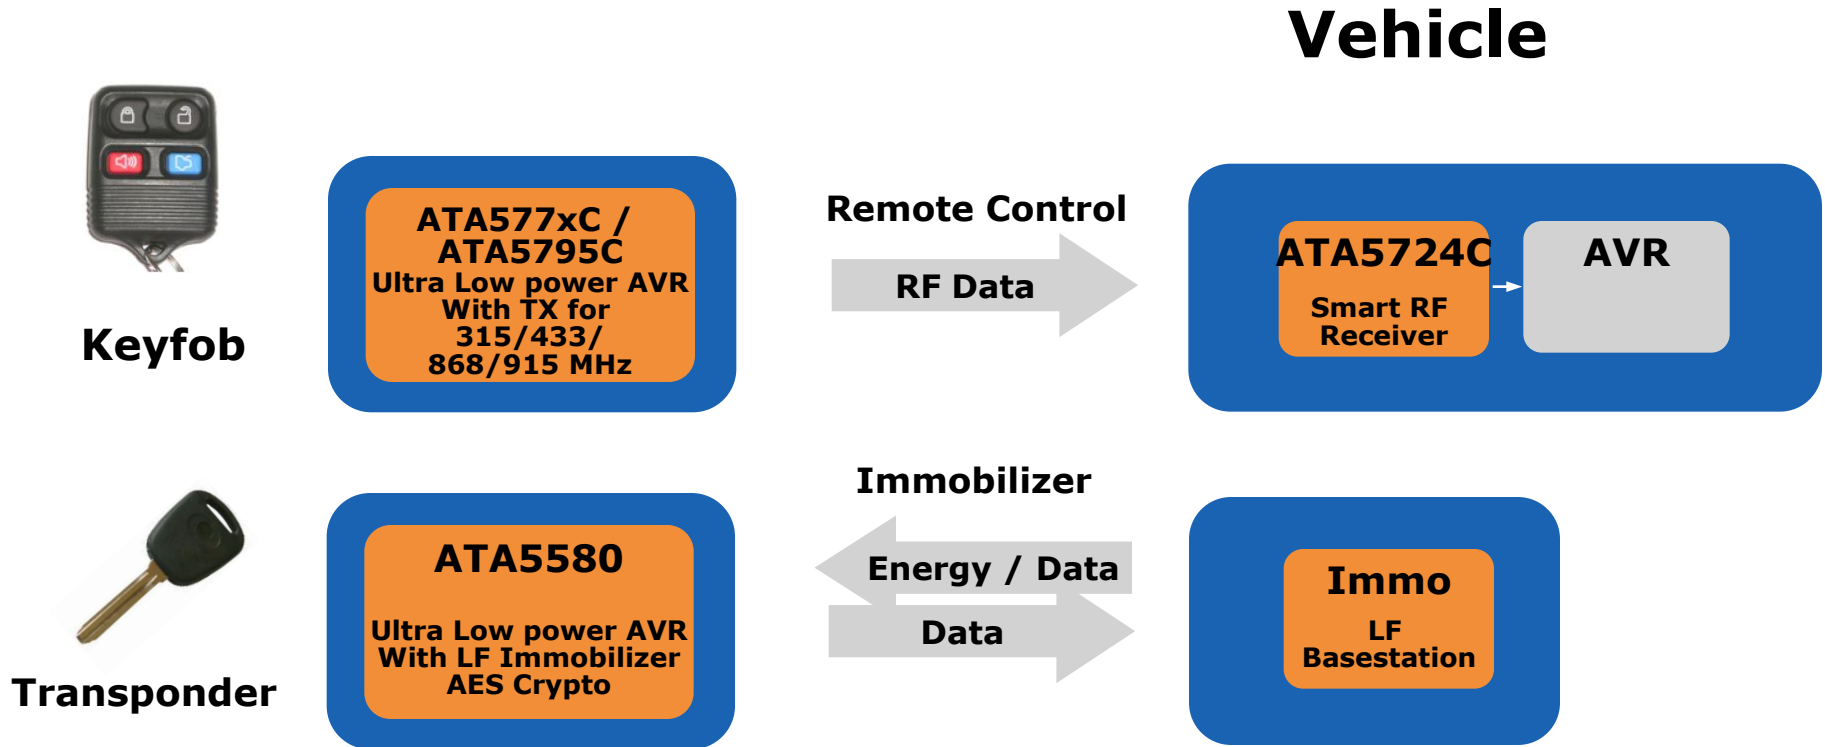 Vehicle
Keyfob
ATA577xC /
ATA5795C
Ultra Low power AVR
With TX for
315/433/
868/915 MHz
Remote Control
RF Data
ATA5724C
Smart RF
Receiver
AVR
Transponder
ATA5580
Ultra Low power AVR
With LF Immobilizer
AES Crypto
Immobilizer
Energy / Data
Data
Immo
LF
Basestation